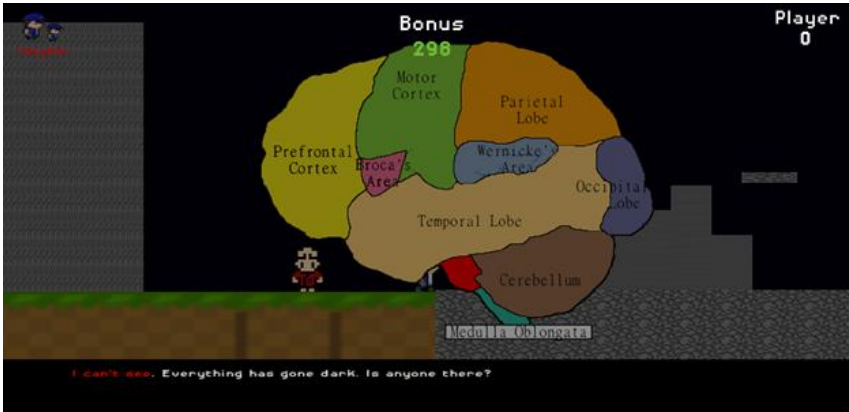 Bonus
298
Player
0
Motor
Cortex
Parietal
Lobe
Prefrontal
Cortex
Broca's
Area
Wernicke's
Area
Occipital
Lobe
Temporal Lobe
Cerebellum
Medulla Oblongata
I can't see. Everything has gone dark. Is anyone there?